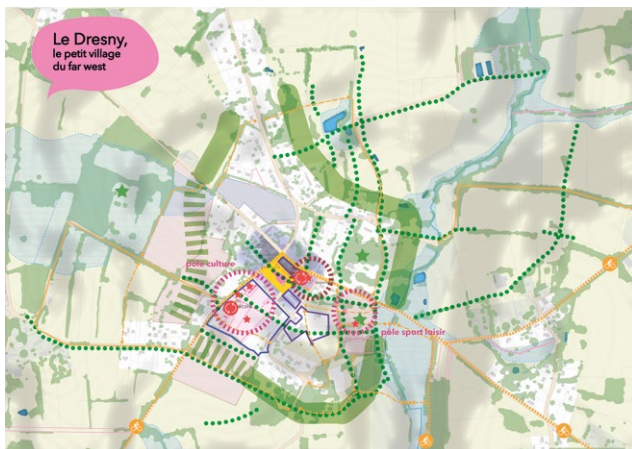 Le Dresny,
le petit village
du far west
pôle culture
pôle sport loisir